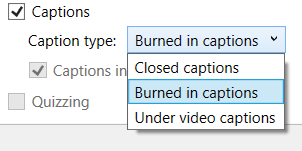 Captions
Caption type: Burned in captions
Closed captions
Captions in
Burned in captions
Quizzing
Under video captions